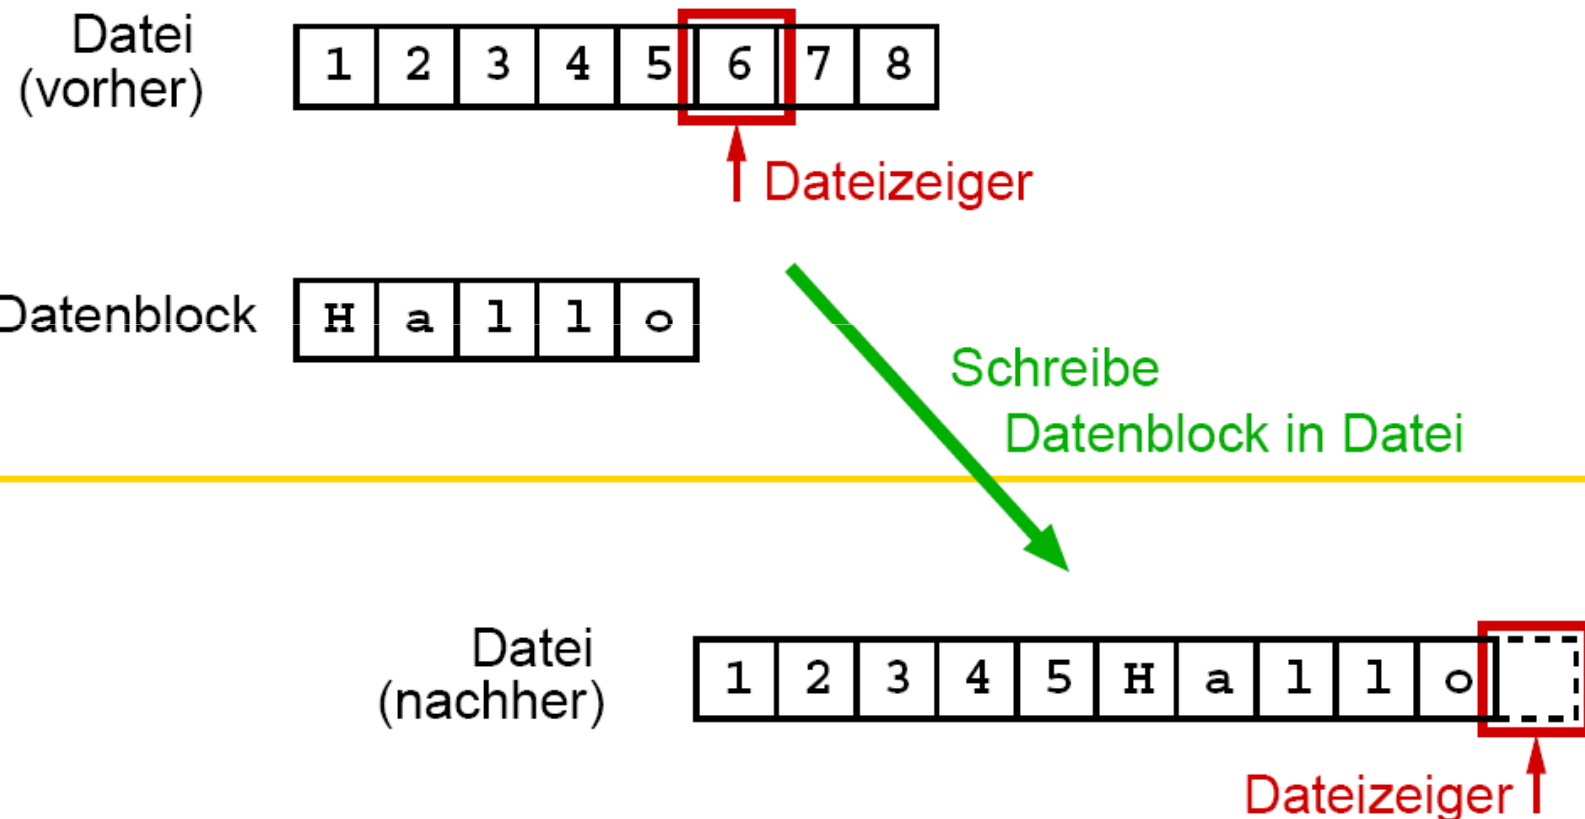 Datei
(vorher)
1 2 3 4 5 6 7 8
Dateizeiger
Datenblock
H a l l o
Schreibe
Datenblock in Datei
Datei
(nachher)
1 2 3 4 5 H a l l o
Dateizeiger